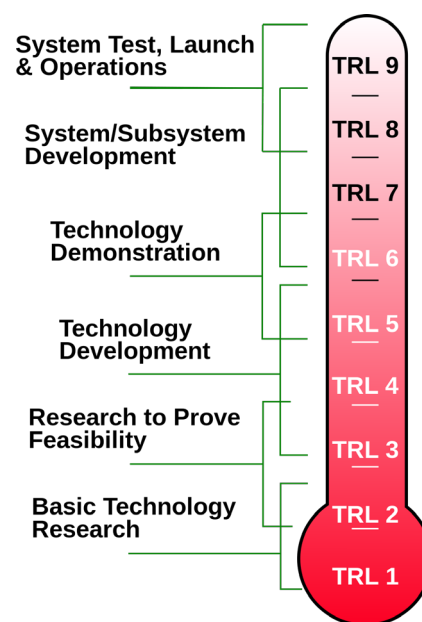 System Test, Launch
& Operations
System/Subsystem
Development
Technology
Demonstration
Technology
Development
Research to Prove
Feasibility
Basic Technology
Research
TRL 9
TRL 8
TRL 7
TRL 6
TRL 5
TRL 4
TRL 3
TRL 2
TRL 1